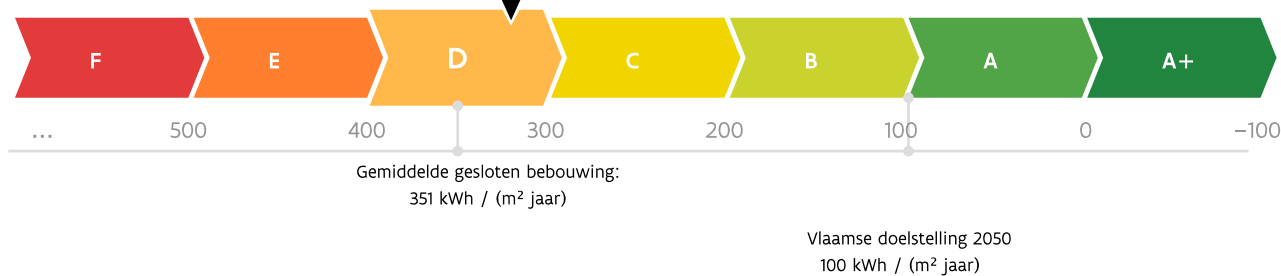 F E D C B A A+
... 500 400 300 200 100 0 −100
Gemiddelde gesloten bebouwing:
351 kWh / (m² jaar)
Vlaamse doelstelling 2050
100 kWh / (m² jaar)